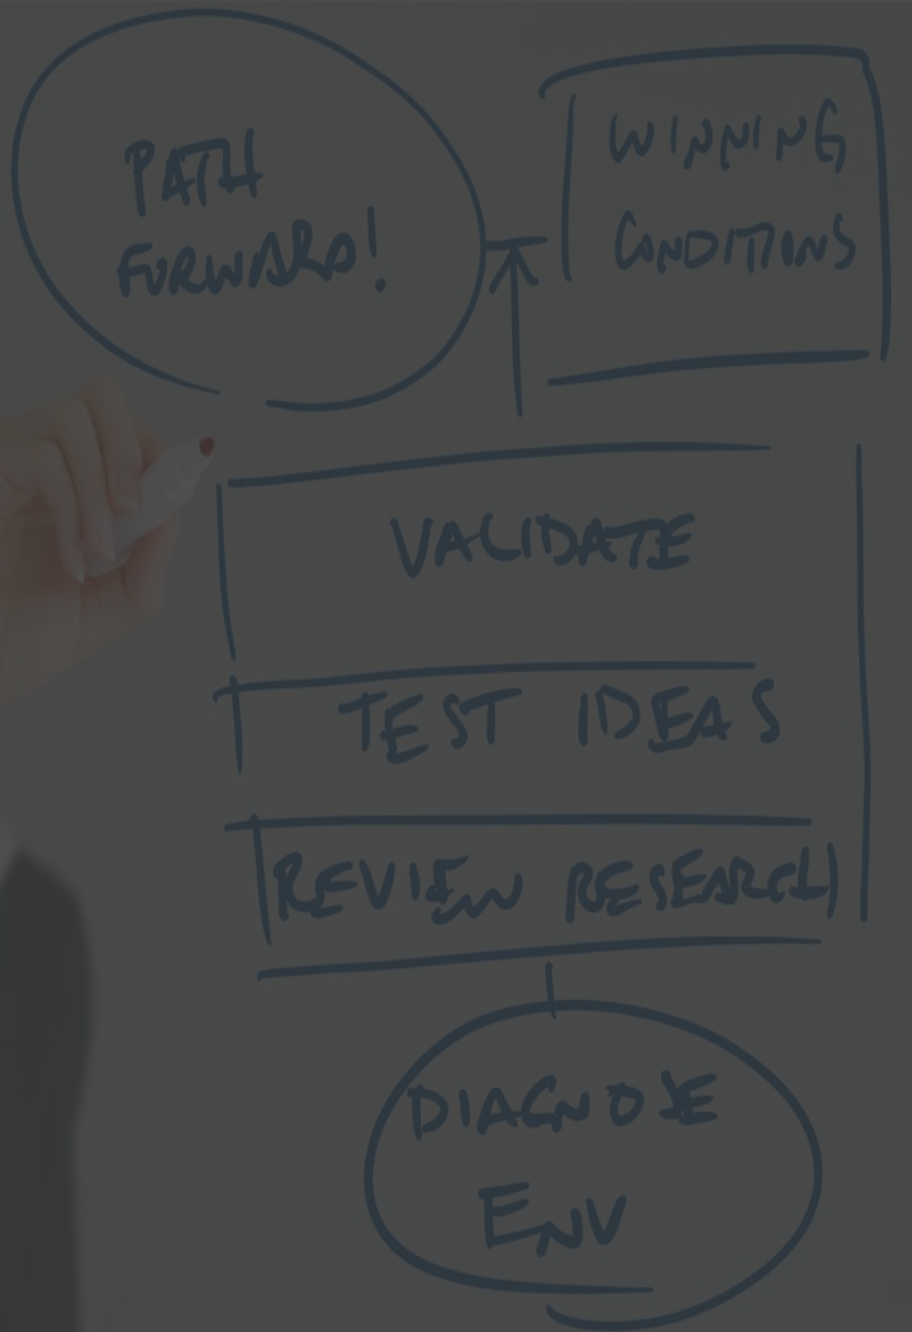 PATH
FORWARD!
WINNING
CONDITIONS
VALIDATE
TEST IDEAS
REVIEW RESEARCH
DIAGNOSE
ENV